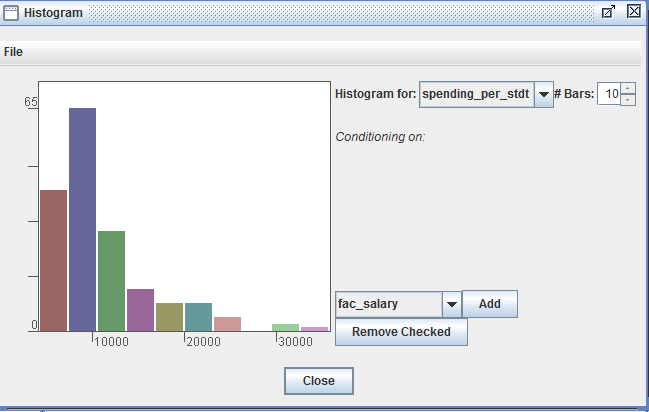 Histogram
File
65
0
10000 20000 30000
Histogram for: spending_per_stdt # Bars: 10
Conditioning on:
fac_salary Add
Remove Checked
Close